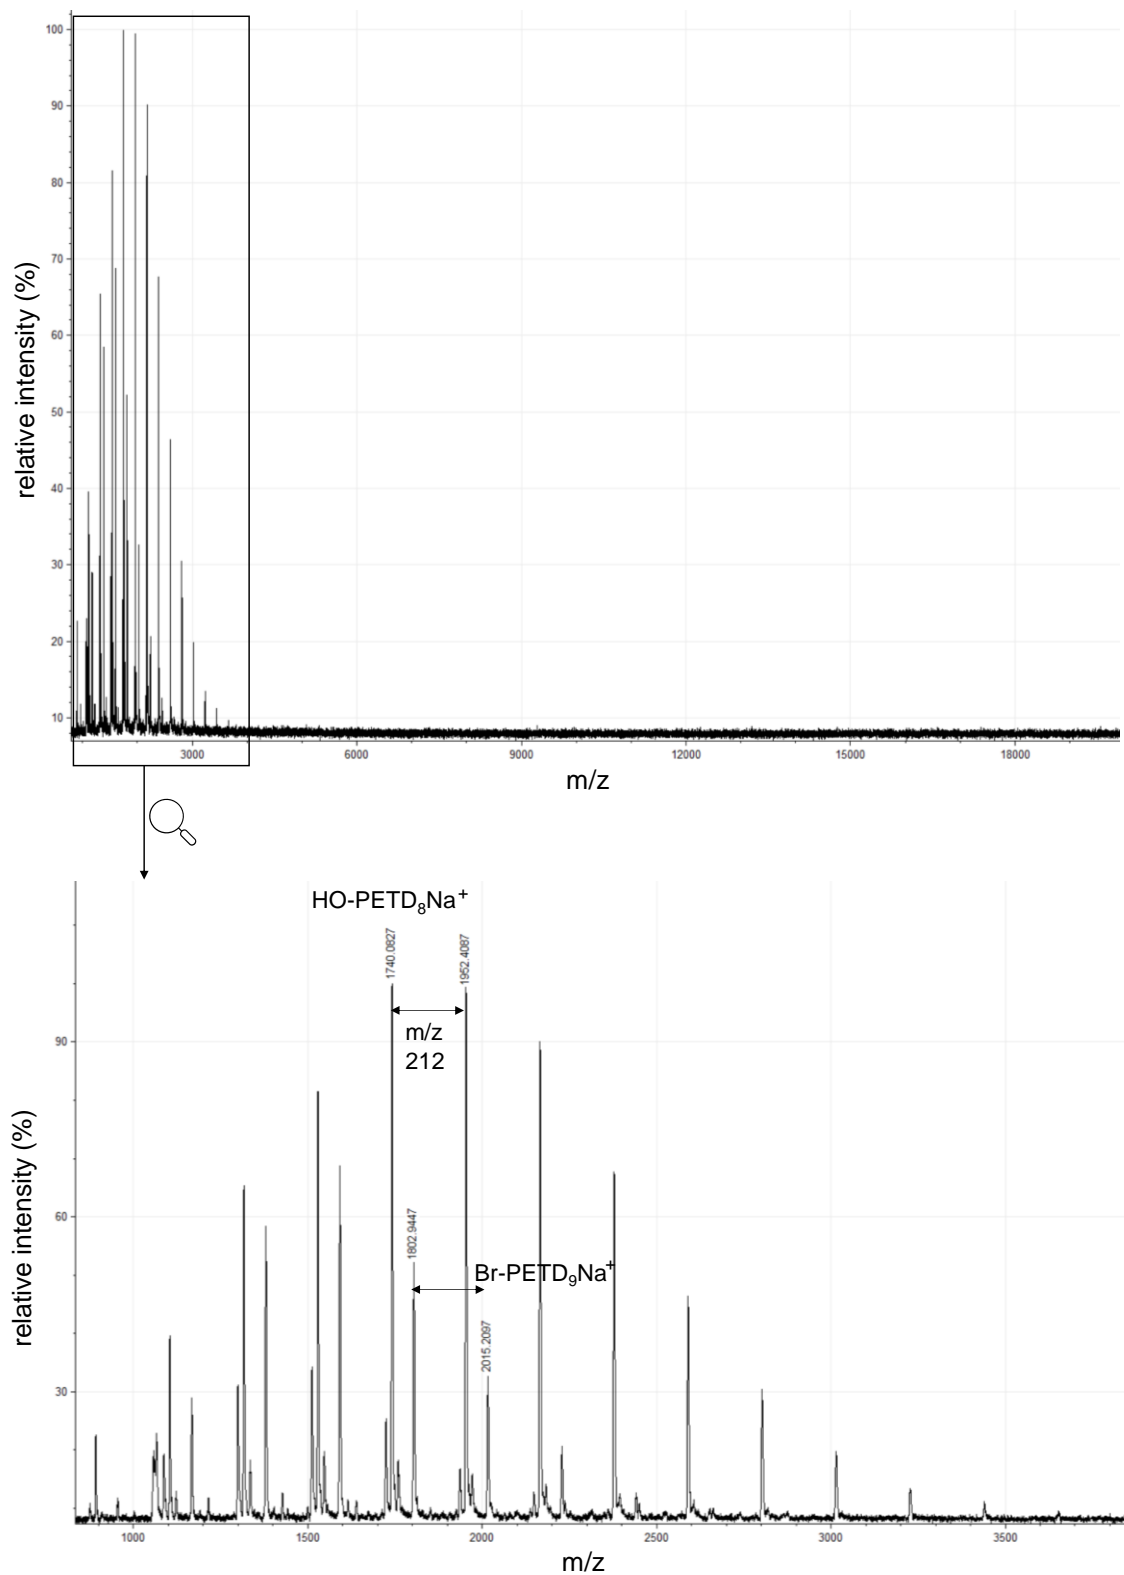 100
90
80
70
60
50
40
30
20
10
relative intensity (%)
3000 6000 9000 12000 15000 18000
m/z
HO-PETD₈Na⁺
1740.0827
1952.4087
m/z
212
90
1802.9447
Br-PETD₉Na⁺
2015.2097
60
30
relative intensity (%)
1000 1500 2000 2500 3000 3500
m/z